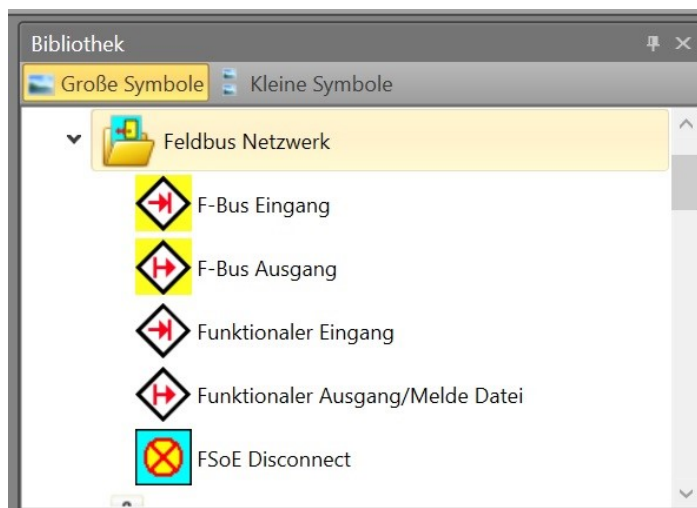 Bibliothek
Große Symbole Kleine Symbole
Feldbus Netzwerk
F-Bus Eingang
F-Bus Ausgang
Funktionaler Eingang
Funktionaler Ausgang/Melde Datei
FSoE Disconnect